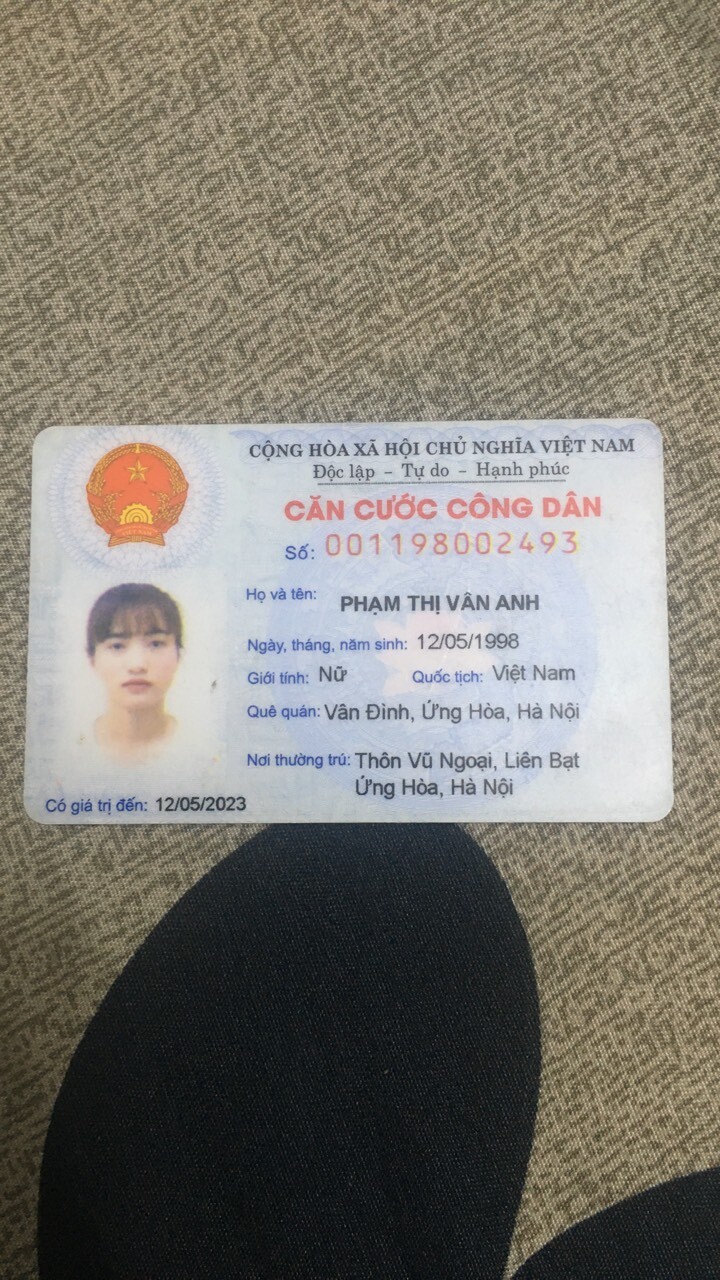 CỘNG HÒA XÃ HỘI CHỦ NGHĨA VIỆT NAM
Độc lập - Tự do - Hạnh phúc
CĂN CƯỚC CÔNG DÂN
Số: 001198002493
Họ và tên: PHẠM THỊ VÂN ANH
Ngày, tháng, năm sinh: 12/05/1998
Giới tính: Nữ Quốc tịch: Việt Nam
Quê quán: Vân Đình, Ứng Hòa, Hà Nội
Nơi thường trú: Thôn Vũ Ngoại, Liên Bạt
Ứng Hòa, Hà Nội
Có giá trị đến: 12/05/2023